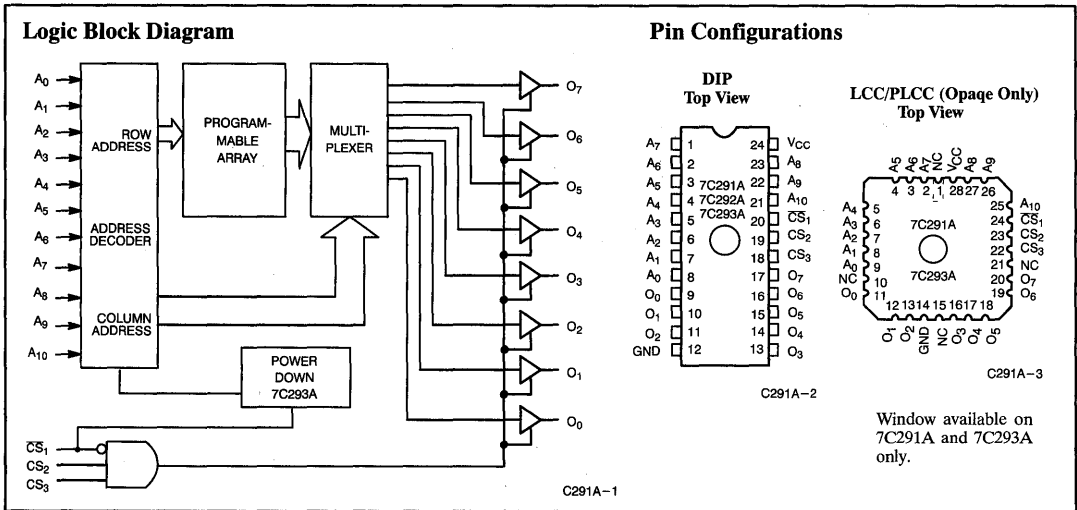 Logic Block Diagram
A0
A1
A2
A3
A4
A5
A6
A7
A8
A9
A10
ROW
ADDRESS
ADDRESS
DECODER
COLUMN
ADDRESS
PROGRAM-
MABLE
ARRAY
MULTI-
PLEXER
POWER
DOWN
7C293A
O7
O6
O5
O4
O3
O2
O1
O0
CS1
CS2
CS3
C291A-1
Pin Configurations
DIP
Top View
A7 1 24 VCC
A6 2 23 A8
A5 3 7C291A 22 A9
A4 4 7C292A 21 A10
A3 5 7C293A 20 CS1
A2 6 19 CS2
A1 7 18 CS3
A0 8 17 O7
O0 9 16 O6
O1 10 15 O5
O2 11 14 O4
GND 12 13 O3
C291A-2
LCC/PLCC (Opaqe Only)
Top View
A5 A6 A7 NC VCC A8 A9
4 3 2 1 28 27 26
A4 5 25 A10
A3 6 7C291A 24 CS1
A2 7 23 CS2
A1 8 22 CS3
A0 9 21 NC
NC 10 7C293A 20 O7
O0 11 19 O6
12 13 14 15 16 17 18
O1 O2 GND NC O3 O4 O5
C291A-3
Window available on
7C291A and 7C293A
only.